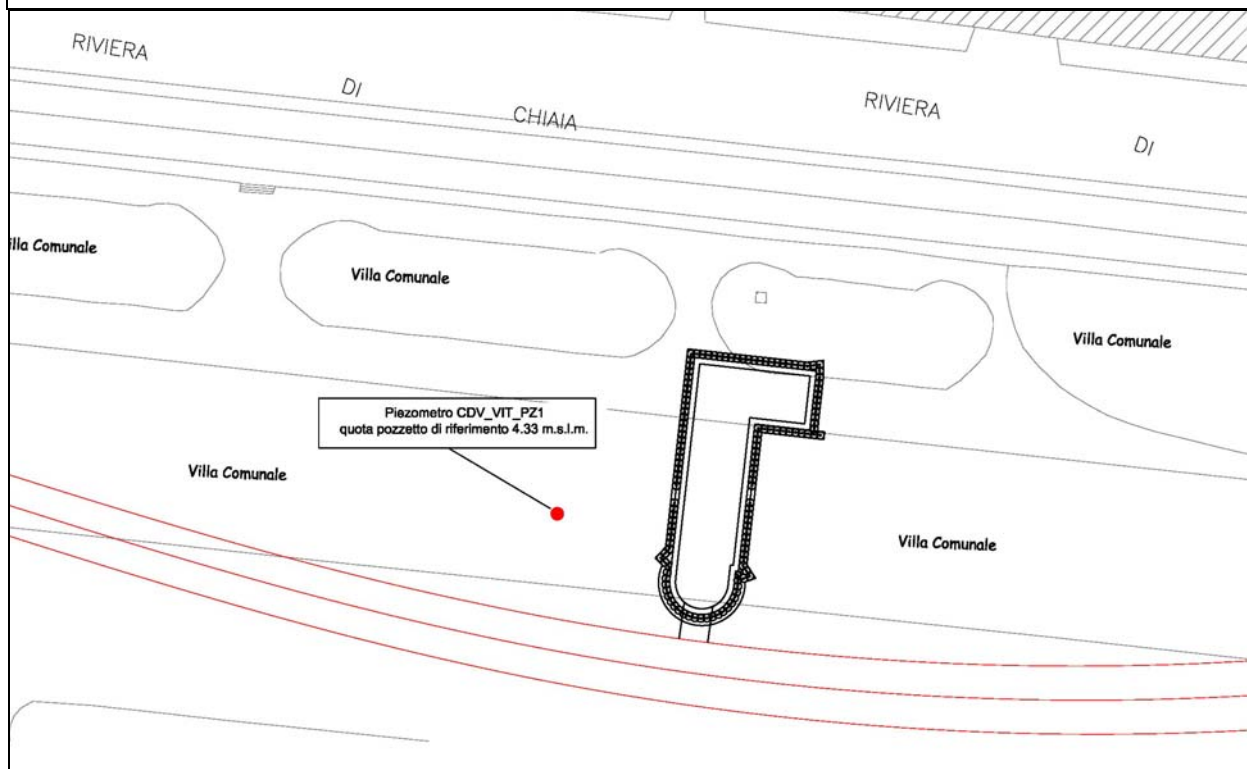 RIVIERA
DI
CHIAIA
RIVIERA
DI
illa Comunale
Villa Comunale
Villa Comunale
Piezometro CDV_VIT_PZ1
quota pozzetto di riferimento 4.33 m.s.l.m.
Villa Comunale
Villa Comunale